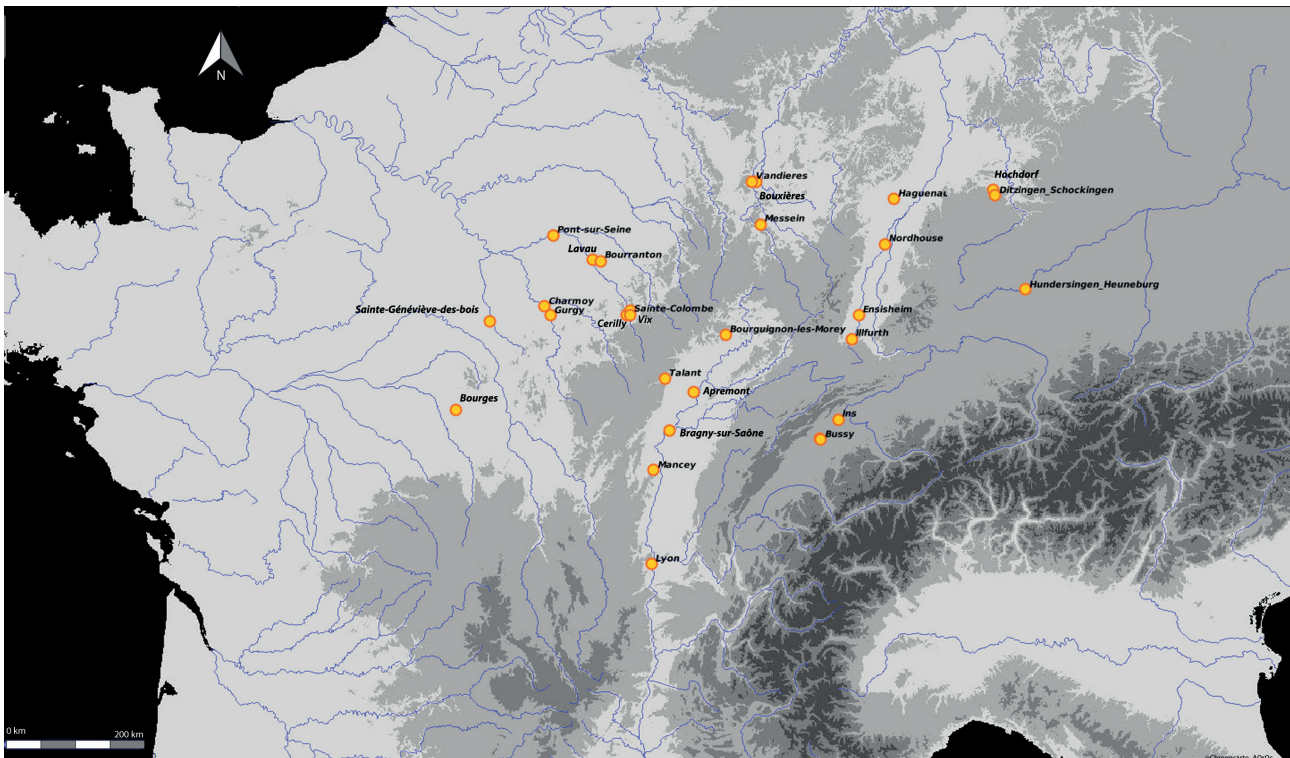 N
Vandieres
Bouxières
Hochdorf
Ditzingen_Schockingen
Haguenau
Messein
Pont-sur-Seine
Nordhouse
Lavau
Bourranton
Hundersingen_Heuneburg
Charmoy
Gurgy
Sainte-Colombe
Ensisheim
Sainte-Généviève-des-bois
Cerilly
Vix
Bourguignon-les-Morey
Illfurth
Talant
Apremont
Bourges
Ins
Bragny-sur-Saône
Bussy
Mancey
Lyon
0 km
200 km